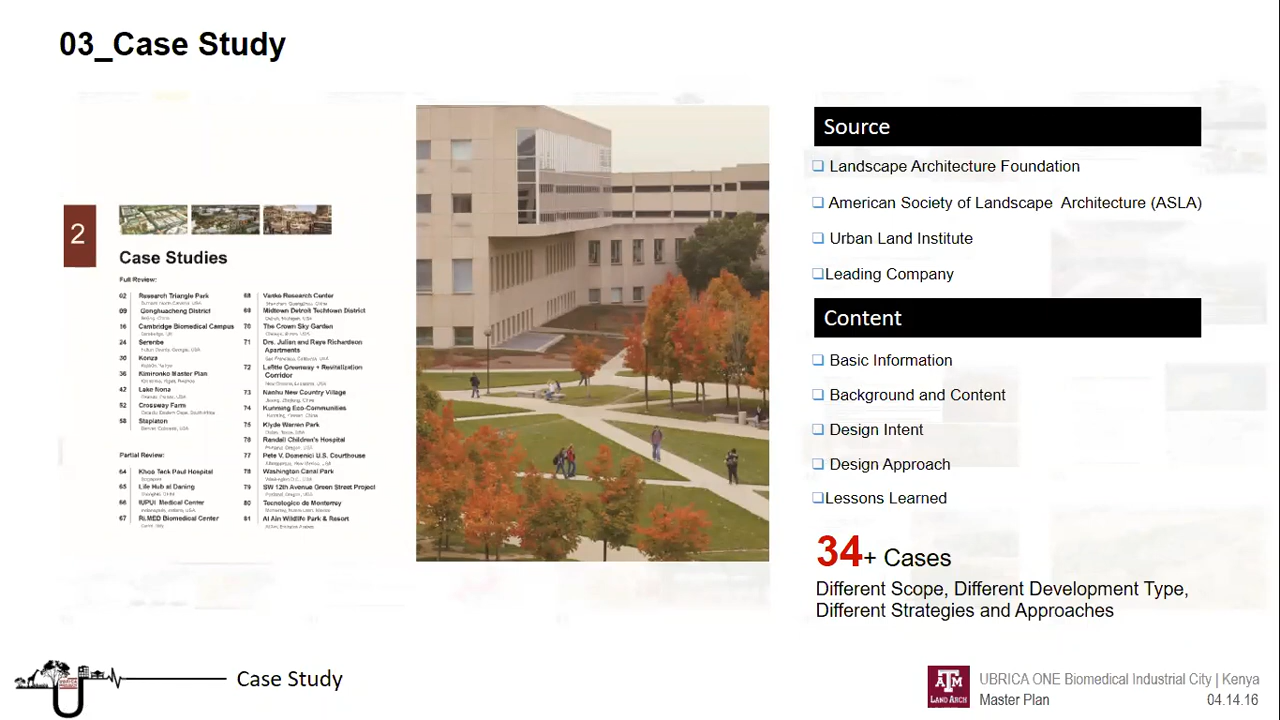 03_Case Study
2
Case Studies
Full Review:
02 Research Triangle Park
09 Gonghuacheng District
16 Cambridge Biomedical Campus
24 Serenbe
30 Konza
36 Kimironko Master Plan
42 Lake Nona
52 Crossway Farm
58 Stapleton
Partial Review:
64 Khoo Teck Paut Hospital
65 Life Hub at Daning
66 IUPUI Medical Center
67 Ri.MED Biomedical Center
68 Vanke Research Center
69 Midtown Detroit Techtown District
70 The Crown Sky Garden
71 Drs. Julian and Raye Richardson
Apartments
72 Lafitte Greenway + Revitalization
Corridor
73 Nanhu New Country Village
74 Kunming Eco-Communities
75 Klyde Warren Park
76 Randall Children's Hospital
77 Pete V. Domenici U.S. Courthouse
78 Washington Canal Park
79 SW 12th Avenue Green Street Project
80 Tecnologico de Monterrey
81 Al Ain Wildlife Park & Resort
Source
Landscape Architecture Foundation
American Society of Landscape Architecture (ASLA)
Urban Land Institute
Leading Company
Content
Basic Information
Background and Content
Design Intent
Design Approach
Lessons Learned
34+ Cases
Different Scope, Different Development Type,
Different Strategies and Approaches
Case Study
ATM
LAND ARCH
UBRICA ONE Biomedical Industrial City | Kenya
Master Plan 04.14.16